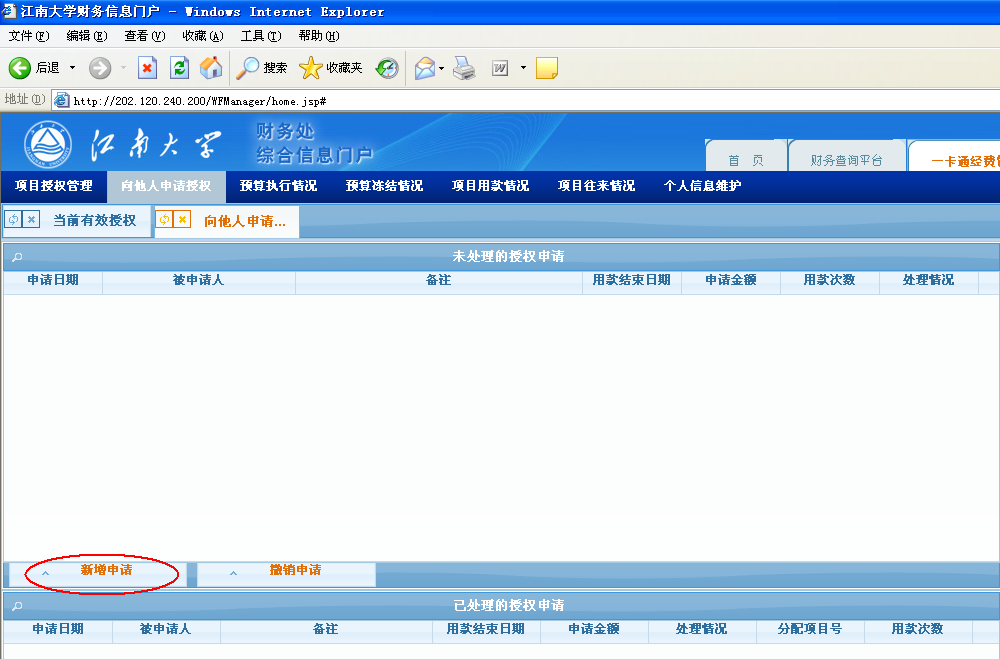 江南大学财务信息门户 - Windows Internet Explorer
文件(F) 编辑(E) 查看(V) 收藏(A) 工具(T) 帮助(H)
后退 搜索 收藏夹
地址(D) http://202.120.240.200/WFManager/home.jsp#
江南大学 财务处
综合信息门户
首 页 财务查询平台 一卡通经费
项目授权管理 向他人申请授权 预算执行情况 预算冻结情况 项目用款情况 项目往来情况 个人信息维护
当前有效授权 向他人申请...
未处理的授权申请
申请日期 被申请人 备注 用款结束日期 申请金额 用款次数 处理情况
新增申请 撤销申请
已处理的授权申请
申请日期 被申请人 备注 用款结束日期 申请金额 处理情况 分配项目号 用款次数